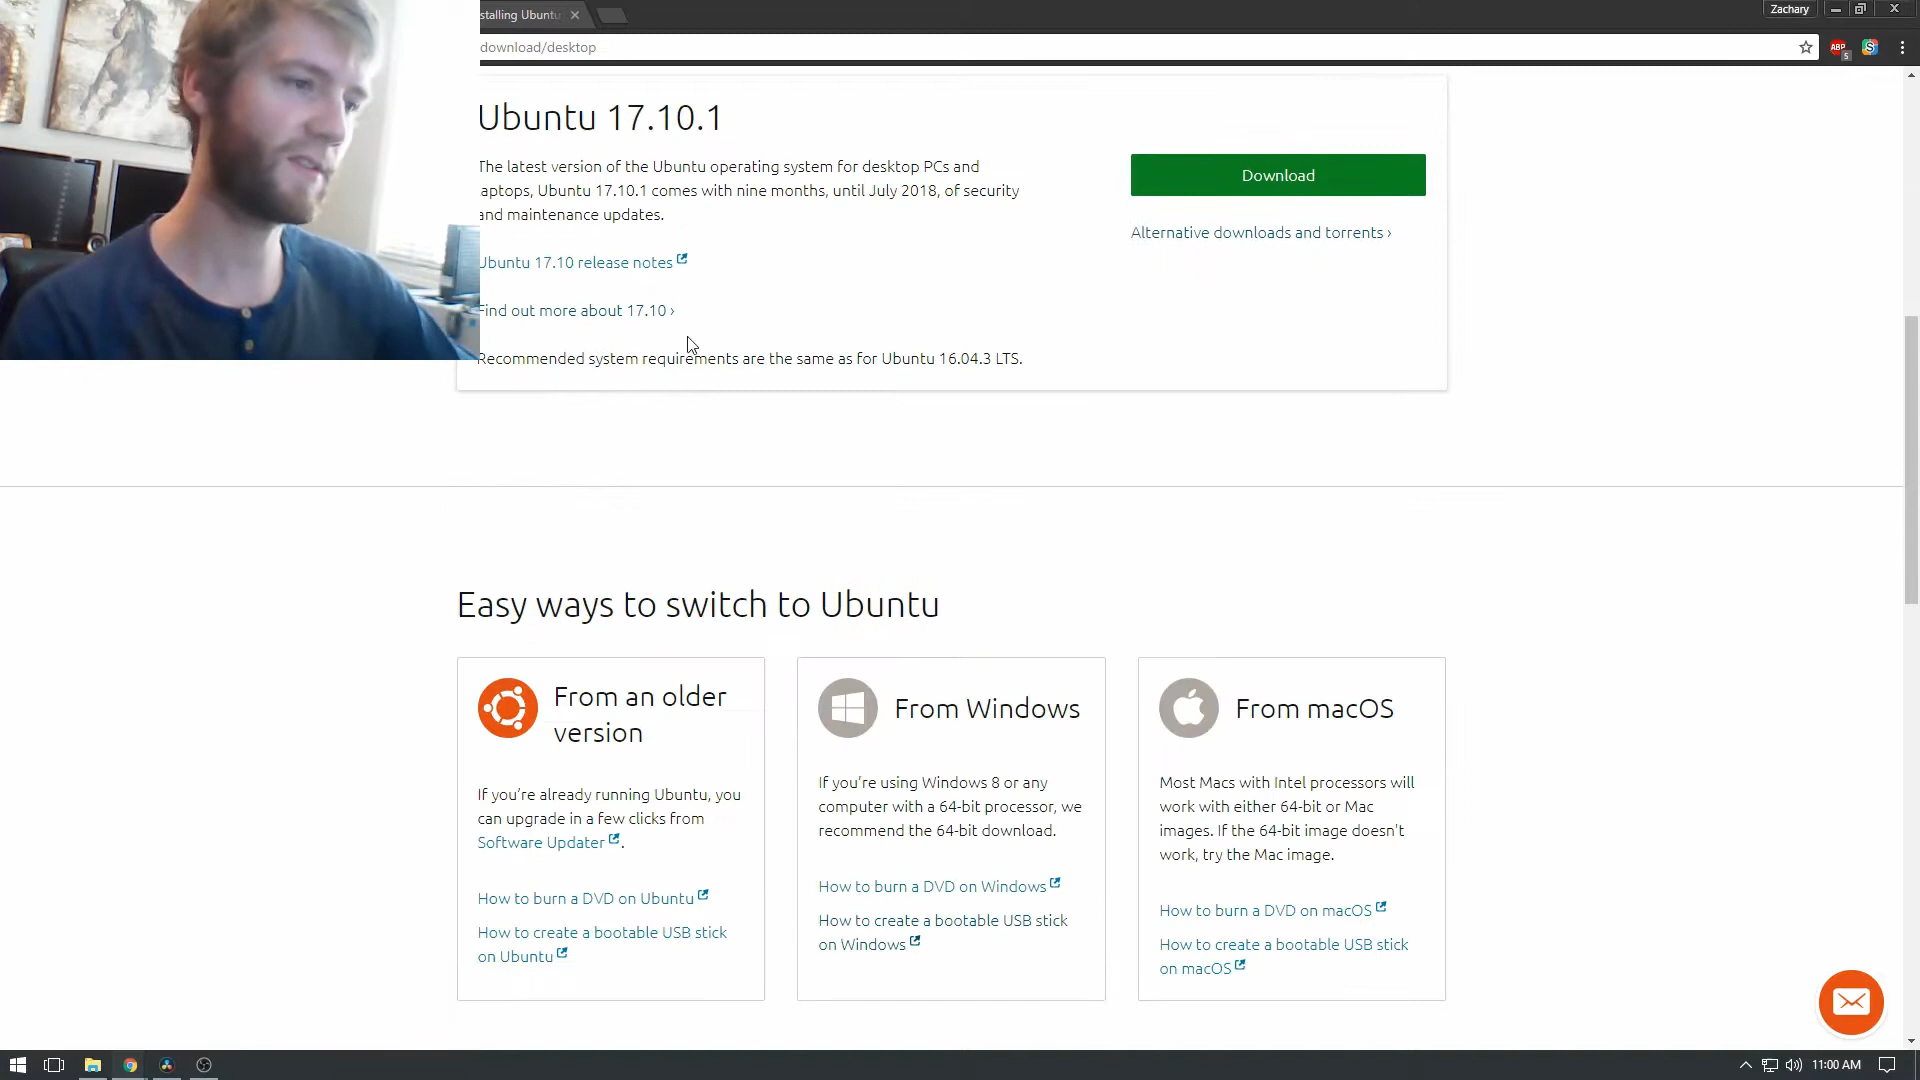 stalling Ubuntu
Zachary
download/desktop
ABP
5
S
Ubuntu 17.10.1
The latest version of the Ubuntu operating system for desktop PCs and
laptops, Ubuntu 17.10.1 comes with nine months, until July 2018, of security
and maintenance updates.
Download
Alternative downloads and torrents ›
Ubuntu 17.10 release notes
Find out more about 17.10 ›
Recommended system requirements are the same as for Ubuntu 16.04.3 LTS.
Easy ways to switch to Ubuntu
From an older
version
If you're already running Ubuntu, you
can upgrade in a few clicks from
Software Updater.
How to burn a DVD on Ubuntu
How to create a bootable USB stick
on Ubuntu
From Windows
If you're using Windows 8 or any
computer with a 64-bit processor, we
recommend the 64-bit download.
How to burn a DVD on Windows
How to create a bootable USB stick
on Windows
From macOS
Most Macs with Intel processors will
work with either 64-bit or Mac
images. If the 64-bit image doesn't
work, try the Mac image.
How to burn a DVD on macOS
How to create a bootable USB stick
on macOS
11:00 AM